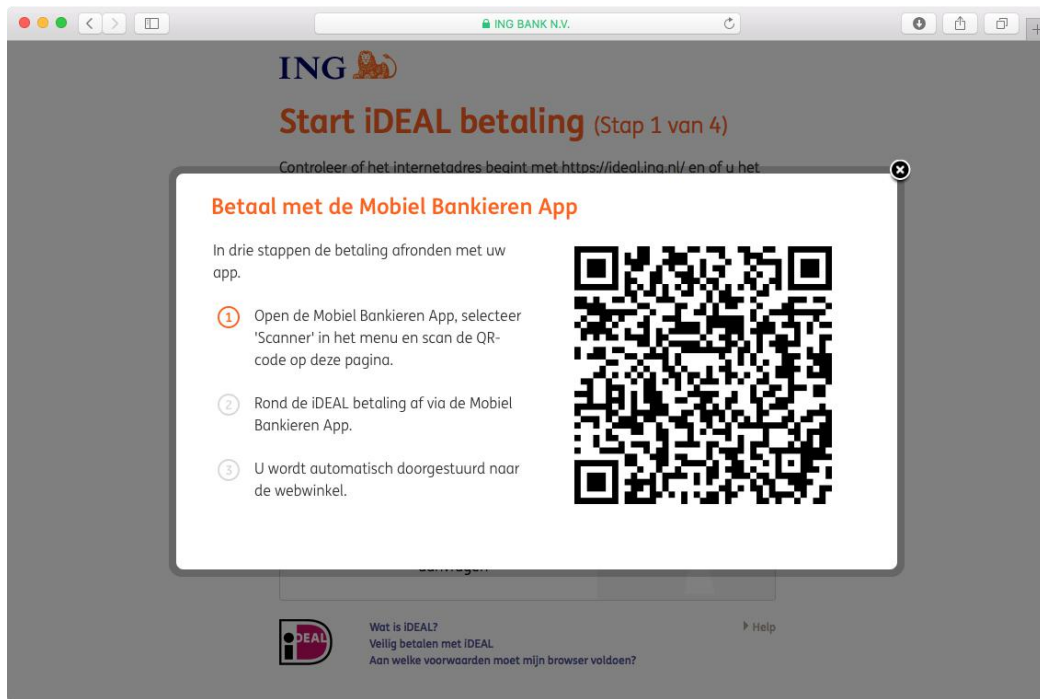 ING BANK N.V.
ING
Start iDEAL betaling (Stap 1 van 4)
Controleer of het internetadres begint met https://ideal.ing.nl/ en of u het
Betaal met de Mobiel Bankieren App
In drie stappen de betaling afronden met uw
app.
1 Open de Mobiel Bankieren App, selecteer
'Scanner' in het menu en scan de QR-
code op deze pagina.
2 Rond de iDEAL betaling af via de Mobiel
Bankieren App.
3 U wordt automatisch doorgestuurd naar
de webwinkel.
iDEAL
Wat is iDEAL?
Help
Veilig betalen met iDEAL
Aan welke voorwaarden moet mijn browser voldoen?